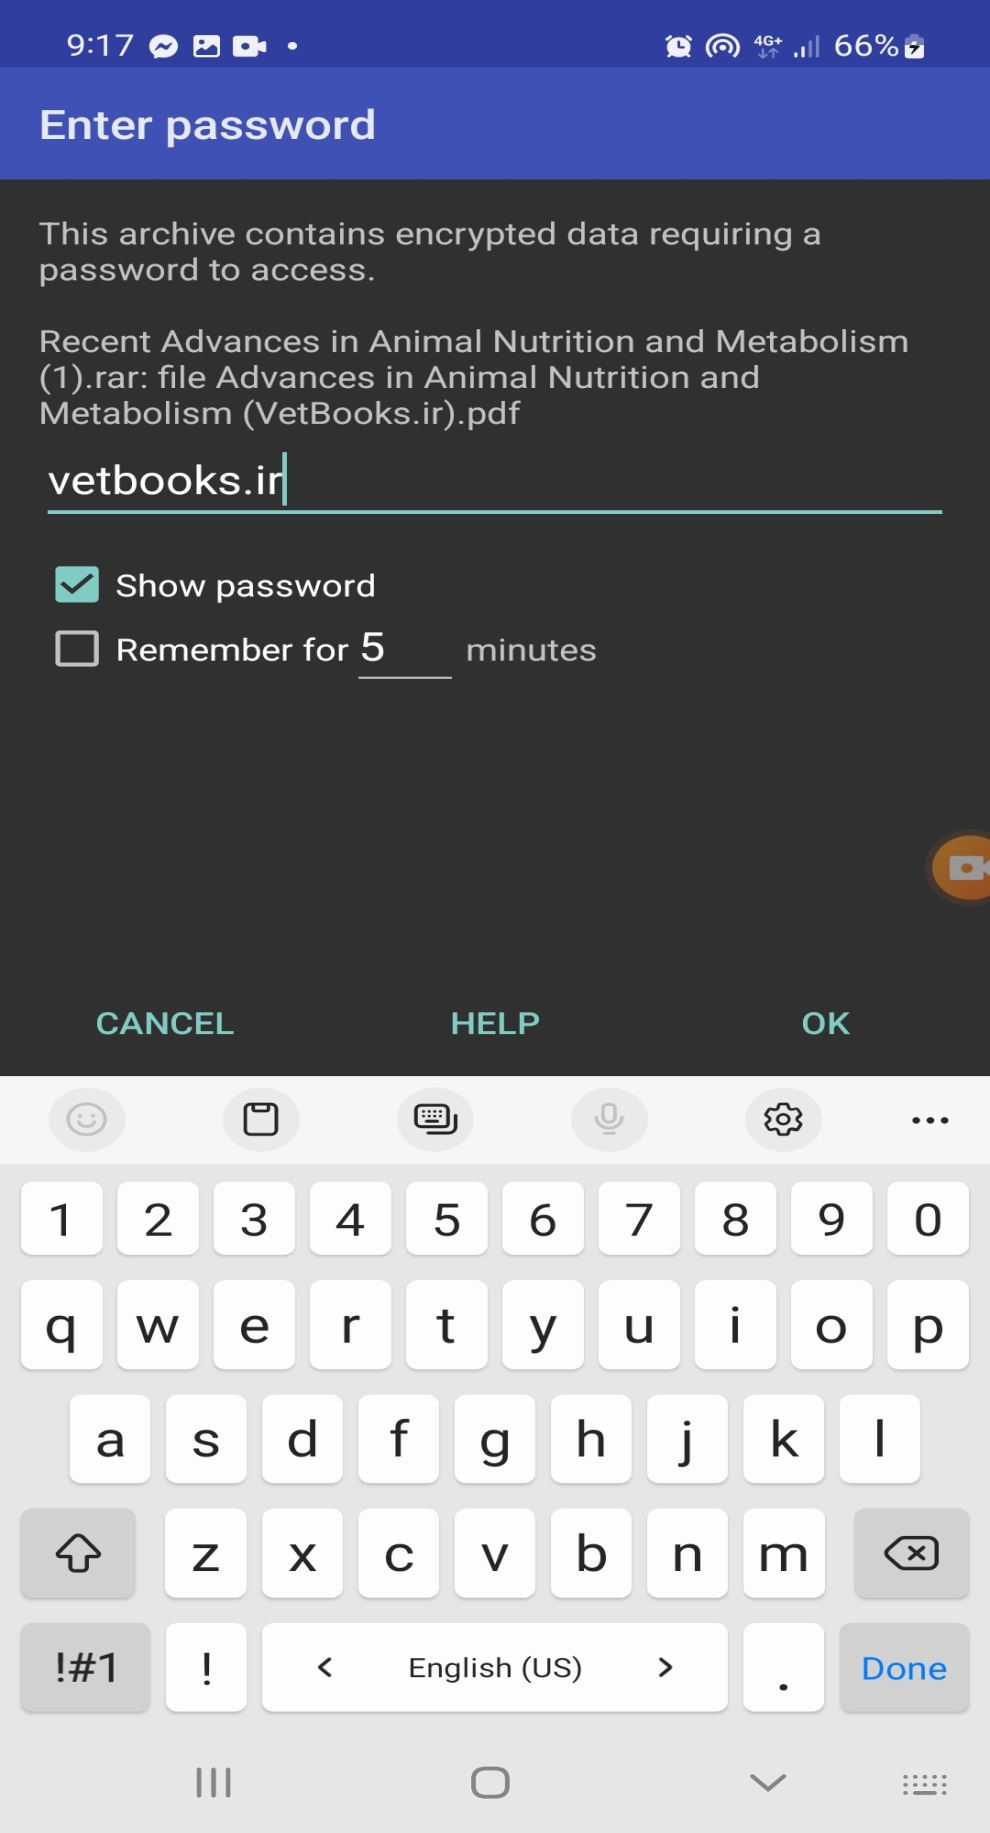 9:17 4G+ 66%
Enter password
This archive contains encrypted data requiring a
password to access.
Recent Advances in Animal Nutrition and Metabolism
(1).rar: file Advances in Animal Nutrition and
Metabolism (VetBooks.ir).pdf
vetbooks.ir
Show password
Remember for 5 minutes
CANCEL HELP OK
1 2 3 4 5 6 7 8 9 0
q w e r t y u i o p
a s d f g h j k l
z x c v b n m
!#1 ! < English (US) > . Done